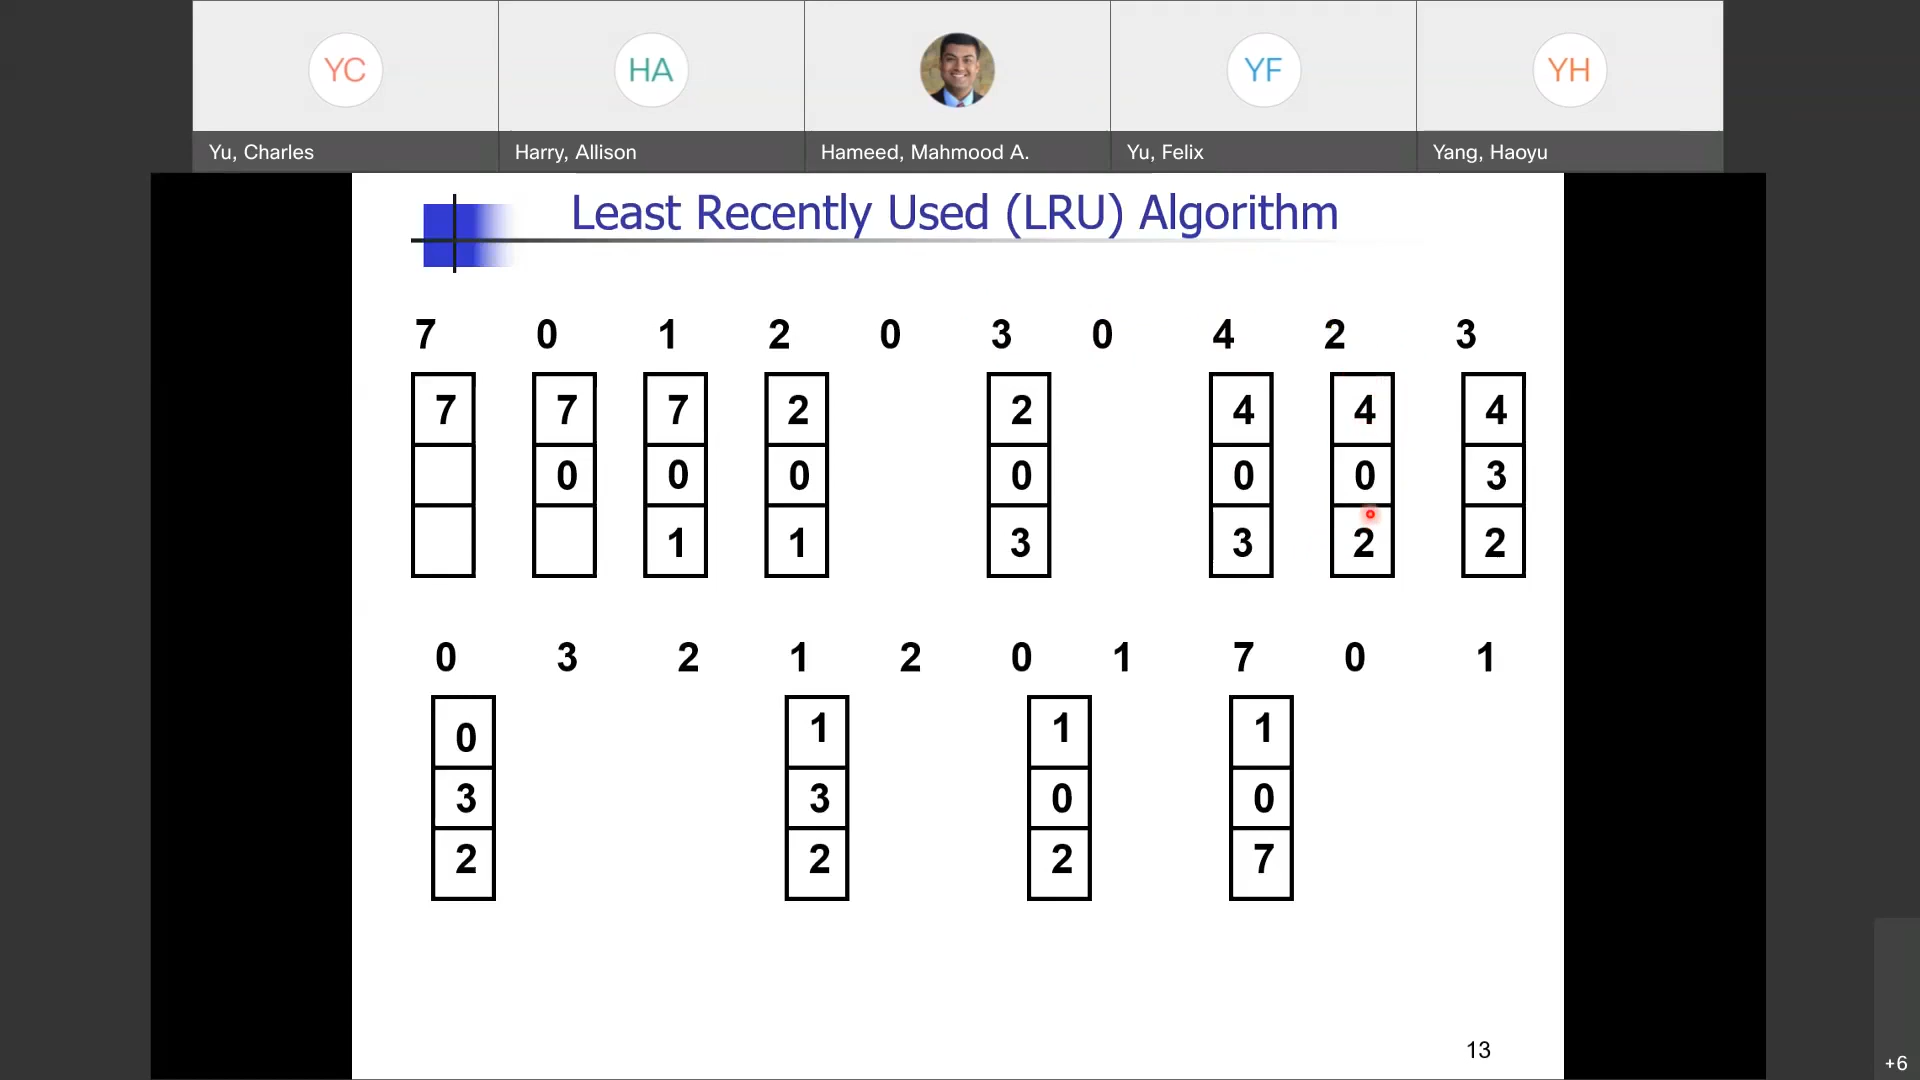 YC HA YF YH
Yu, Charles Harry, Allison Hameed, Mahmood A. Yu, Felix Yang, Haoyu
Least Recently Used (LRU) Algorithm
7 0 1 2 0 3 0 4 2 3
7 7 7 2 2 4 4 4
0 0 0 0 0 0 3
1 1 3 3 2 2
0 3 2 1 2 0 1 7 0 1
0 1 1 1
3 3 0 0
2 2 2 7
13
+6